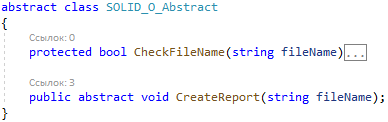 abstract class SOLID_O_Abstract
{
Ссылок: 0
protected bool CheckFileName(string fileName)...
Ссылок: 3
public abstract void CreateReport(string fileName);
}